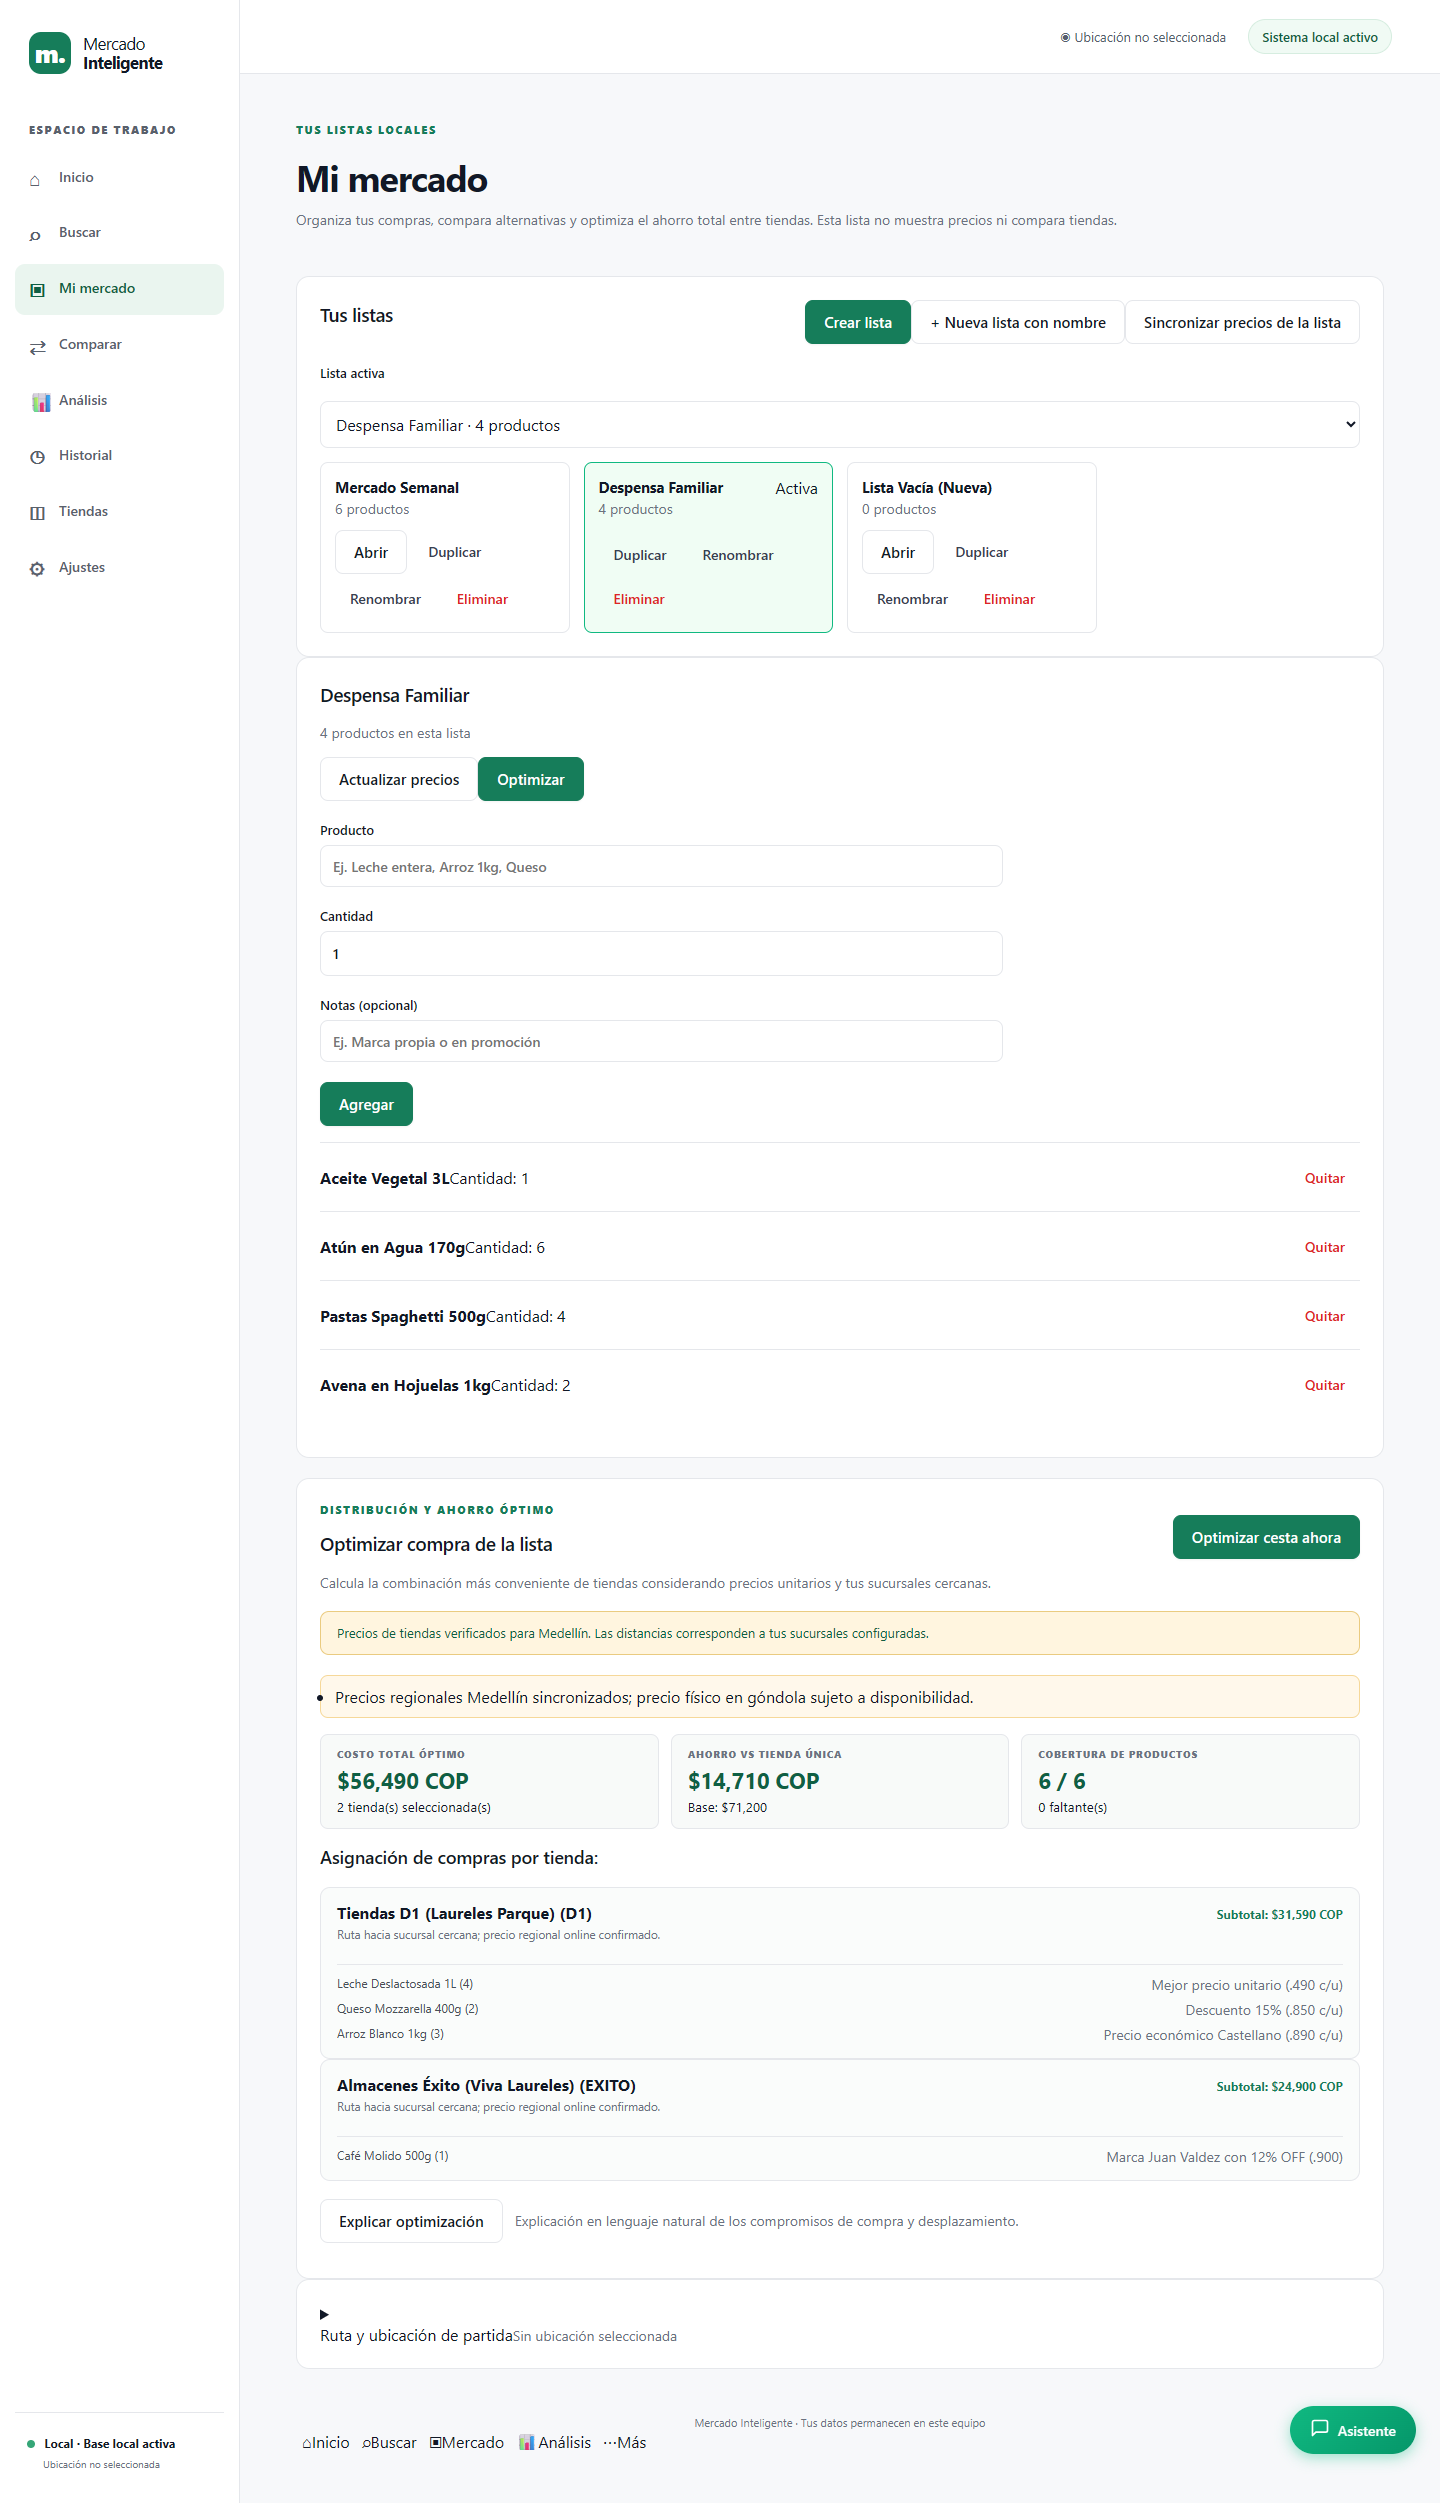 m.
Mercado
Inteligente
ESPACIO DE TRABAJO
Inicio
Buscar
Mi mercado
Comparar
Análisis
Historial
Tiendas
Ajustes
Local · Base local activa
Ubicación no seleccionada
◉ Ubicación no seleccionada
Sistema local activo
TUS LISTAS LOCALES
Mi mercado
Organiza tus compras, compara alternativas y optimiza el ahorro total entre tiendas. Esta lista no muestra precios ni compara tiendas.
Tus listas
Crear lista
+ Nueva lista con nombre
Sincronizar precios de la lista
Lista activa
Despensa Familiar · 4 productos
Mercado Semanal
6 productos
Abrir
Duplicar
Renombrar
Eliminar
Despensa Familiar
Activa
4 productos
Duplicar
Renombrar
Eliminar
Lista Vacía (Nueva)
0 productos
Abrir
Duplicar
Renombrar
Eliminar
Despensa Familiar
4 productos en esta lista
Actualizar precios
Optimizar
Producto
Ej. Leche entera, Arroz 1kg, Queso
Cantidad
1
Notas (opcional)
Ej. Marca propia o en promoción
Agregar
Aceite Vegetal 3LCantidad: 1
Quitar
Atún en Agua 170gCantidad: 6
Quitar
Pastas Spaghetti 500gCantidad: 4
Quitar
Avena en Hojuelas 1kgCantidad: 2
Quitar
DISTRIBUCIÓN Y AHORRO ÓPTIMO
Optimizar compra de la lista
Optimizar cesta ahora
Calcula la combinación más conveniente de tiendas considerando precios unitarios y tus sucursales cercanas.
Precios de tiendas verificados para Medellín. Las distancias corresponden a tus sucursales configuradas.
• Precios regionales Medellín sincronizados; precio físico en góndola sujeto a disponibilidad.
COSTO TOTAL ÓPTIMO
$56,490 COP
2 tienda(s) seleccionada(s)
AHORRO VS TIENDA ÚNICA
$14,710 COP
Base: $71,200
COBERTURA DE PRODUCTOS
6 / 6
0 faltante(s)
Asignación de compras por tienda:
Tiendas D1 (Laureles Parque) (D1)
Subtotal: $31,590 COP
Ruta hacia sucursal cercana; precio regional online confirmado.
Leche Deslactosada 1L (4)
Mejor precio unitario (.490 c/u)
Queso Mozzarella 400g (2)
Descuento 15% (.850 c/u)
Arroz Blanco 1kg (3)
Precio económico Castellano (.890 c/u)
Almacenes Éxito (Viva Laureles) (EXITO)
Subtotal: $24,900 COP
Ruta hacia sucursal cercana; precio regional online confirmado.
Café Molido 500g (1)
Marca Juan Valdez con 12% OFF (.900)
Explicar optimización
Explicación en lenguaje natural de los compromisos de compra y desplazamiento.
Ruta y ubicación de partidaSin ubicación seleccionada
Mercado Inteligente · Tus datos permanecen en este equipo
⌂Inicio ⌕Buscar ▣Mercado 📊 Análisis ⋯Más
Asistente